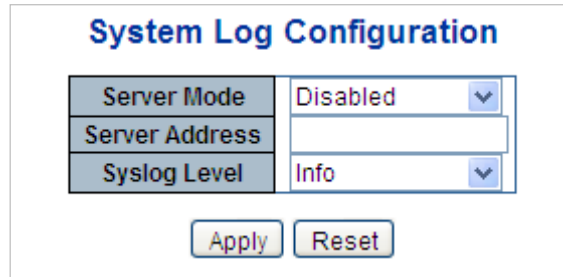 System Log Configuration
Server Mode Disabled
Server Address
Syslog Level Info
Apply Reset